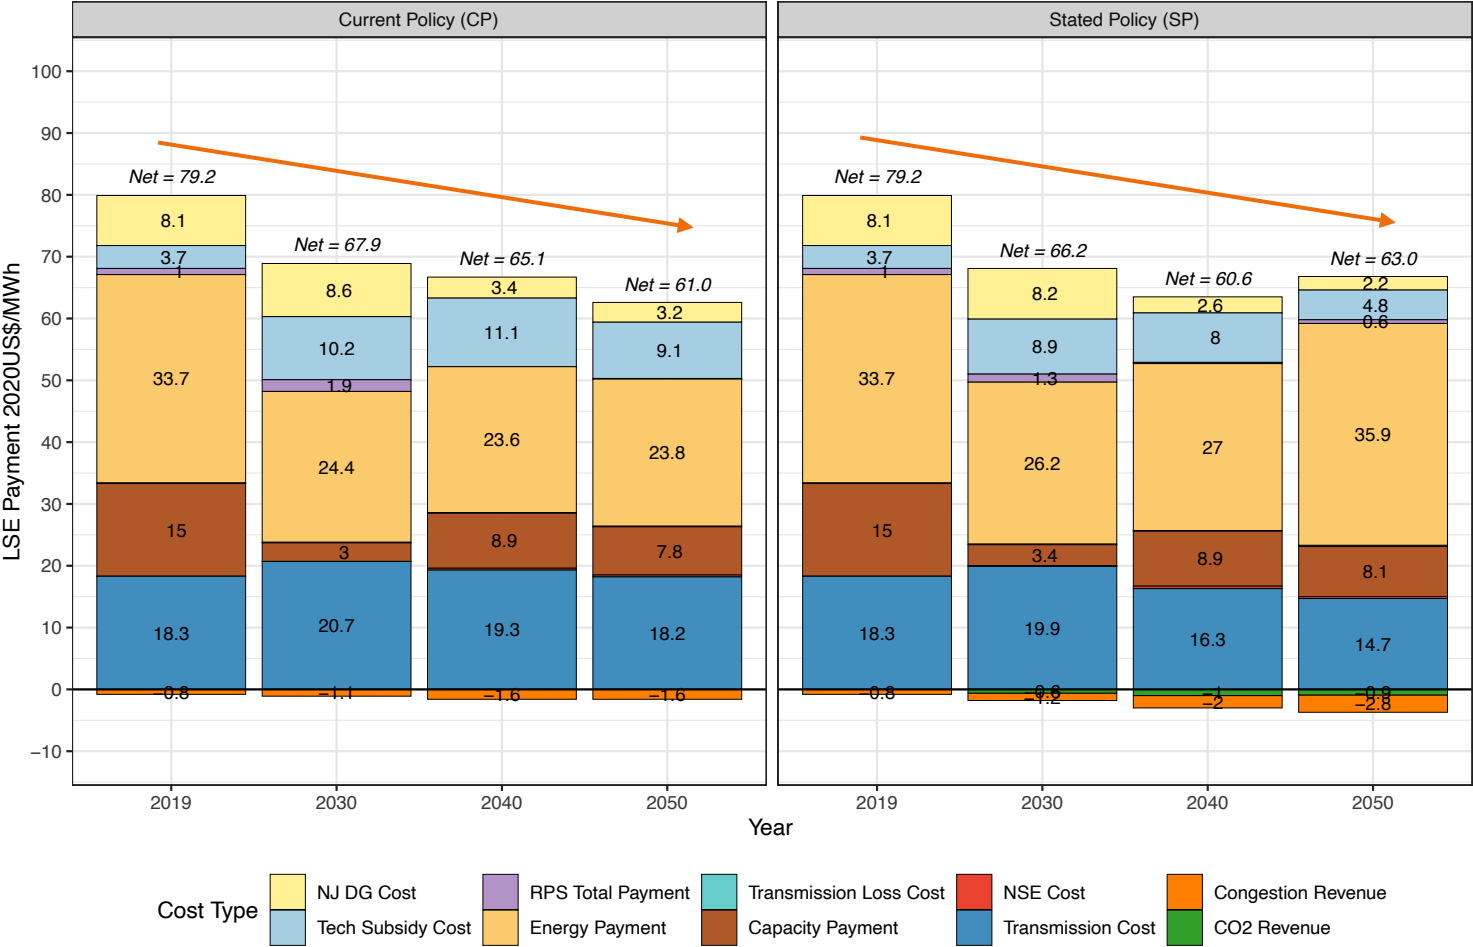 Current Policy (CP)
Stated Policy (SP)
LSE Payment 2020US$/MWh
100
90
80
70
60
50
40
30
20
10
0
−10
Net = 79.2
8.1
3.7
1
33.7
15
18.3
−0.8
Net = 67.9
8.6
10.2
1.9
24.4
3
20.7
−1.1
Net = 65.1
3.4
11.1
23.6
8.9
19.3
−1.6
Net = 61.0
3.2
9.1
23.8
7.8
18.2
−1.6
Net = 79.2
8.1
3.7
1
33.7
15
18.3
−0.8
Net = 66.2
8.2
8.9
1.3
26.2
3.4
19.9
−0.6
−1.2
Net = 60.6
2.6
8
27
8.9
16.3
−1
−2
Net = 63.0
2.2
4.8
0.6
35.9
8.1
14.7
−0.9
−2.8
2019 2030 2040 2050
2019 2030 2040 2050
Year
Cost Type
NJ DG Cost
Tech Subsidy Cost
RPS Total Payment
Energy Payment
Transmission Loss Cost
Capacity Payment
NSE Cost
Transmission Cost
Congestion Revenue
CO2 Revenue